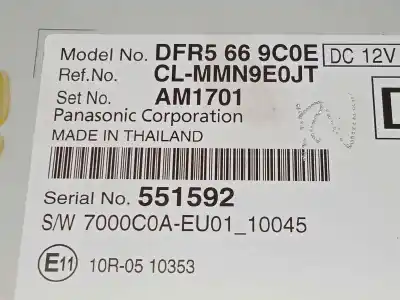 Model No. DFR5 66 9C0E DC 12V
Ref.No. CL-MMN9E0JT
Set No. AM1701
Panasonic Corporation
MADE IN THAILAND
Serial No. 551592
S/W 7000C0A-EU01_10045
E11 10R-05 10353